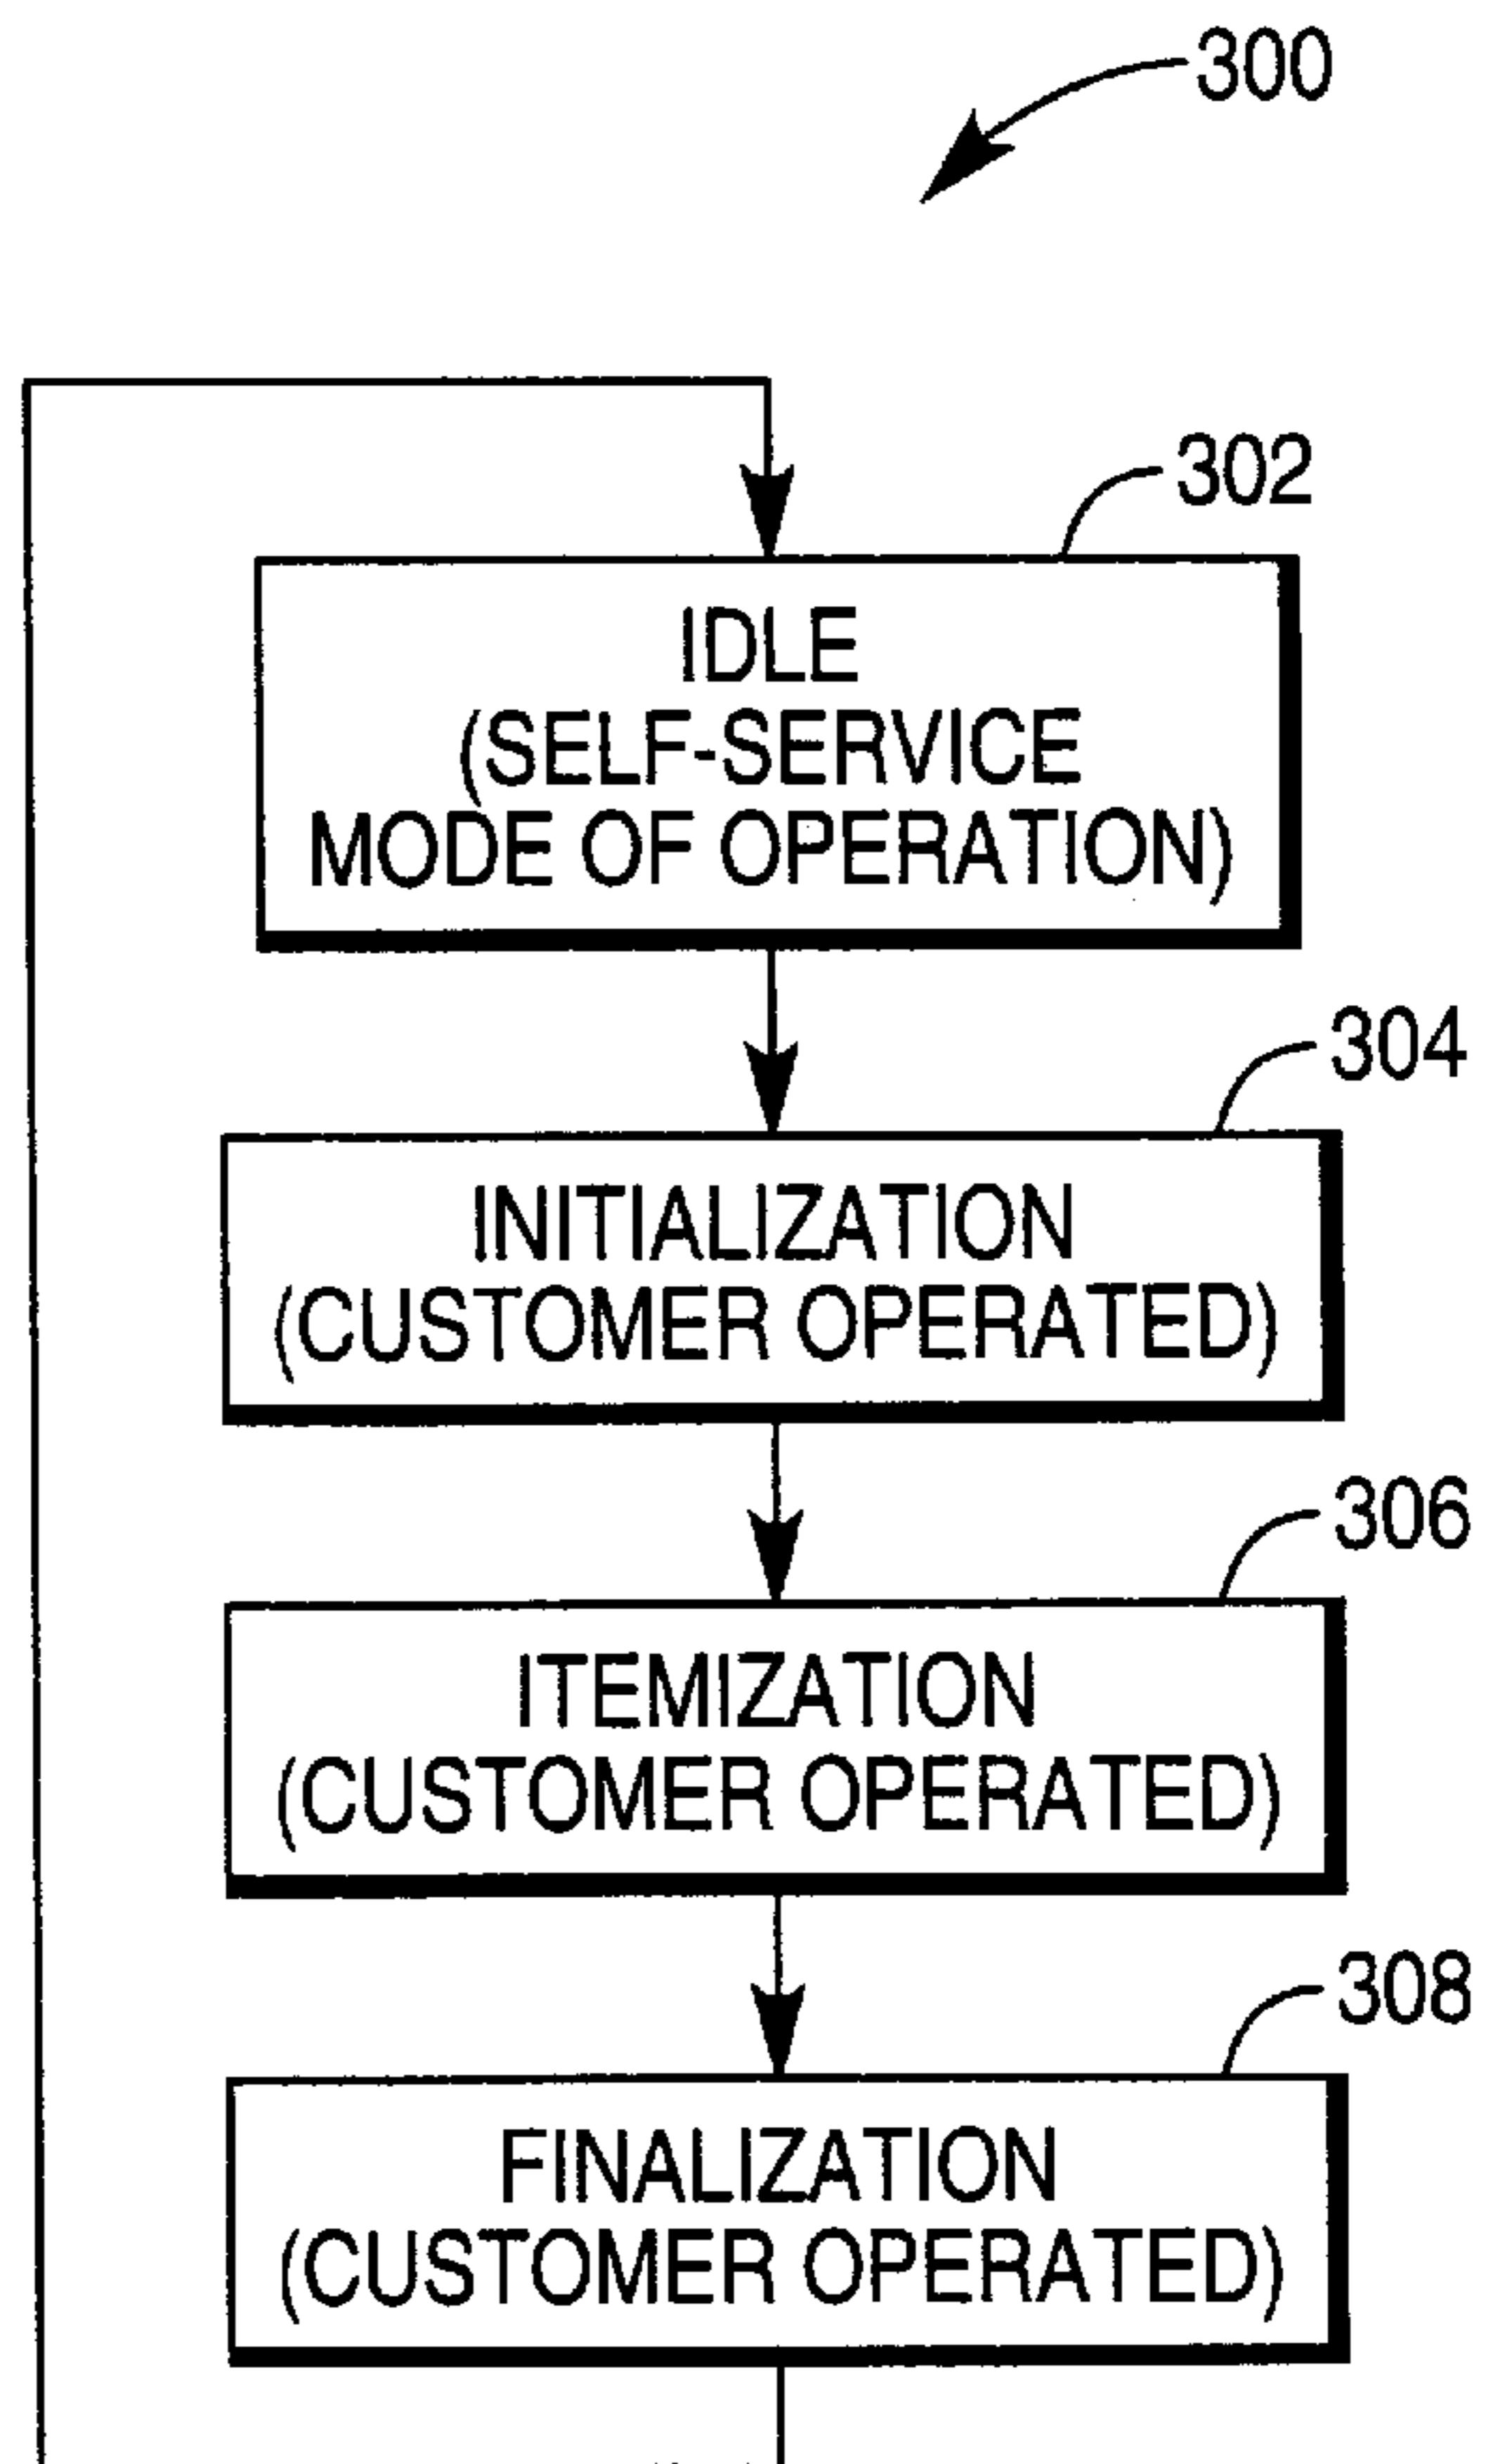 300
302
IDLE
(SELF-SERVICE
MODE OF OPERATION)
304
INITIALIZATION
(CUSTOMER OPERATED)
306
ITEMIZATION
(CUSTOMER OPERATED)
308
FINALIZATION
(CUSTOMER OPERATED)